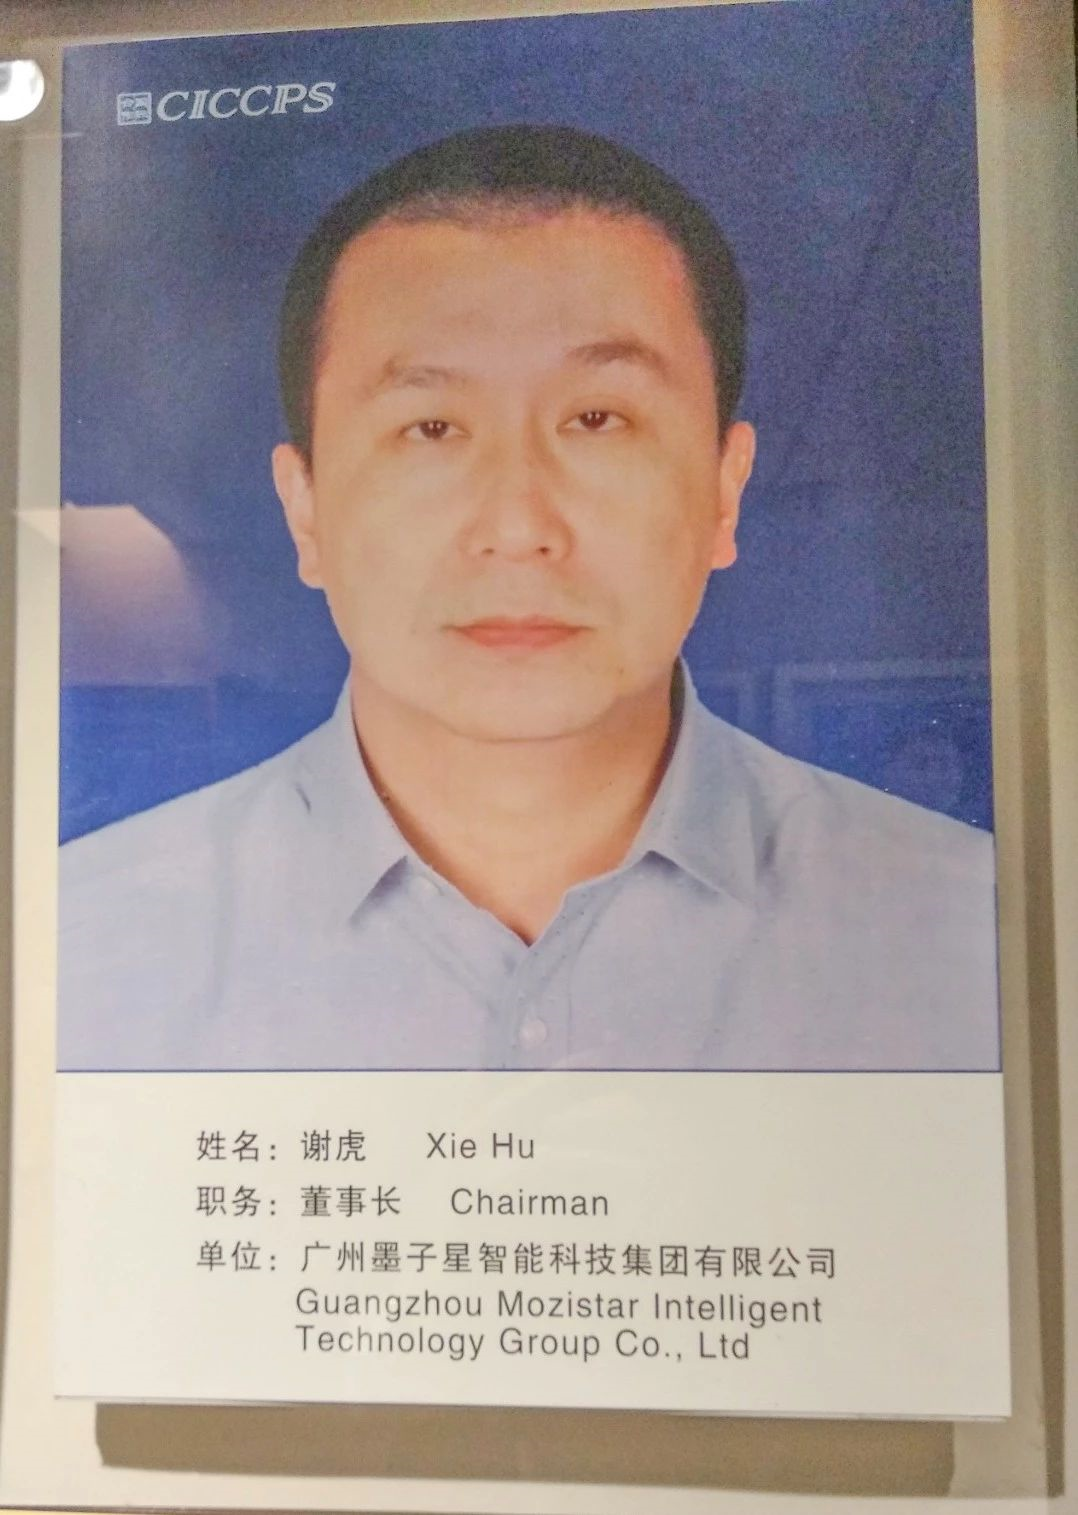 CICCPS
姓名：谢虎 Xie Hu
职务：董事长 Chairman
单位：广州墨子星智能科技集团有限公司
Guangzhou Mozistar Intelligent
Technology Group Co., Ltd